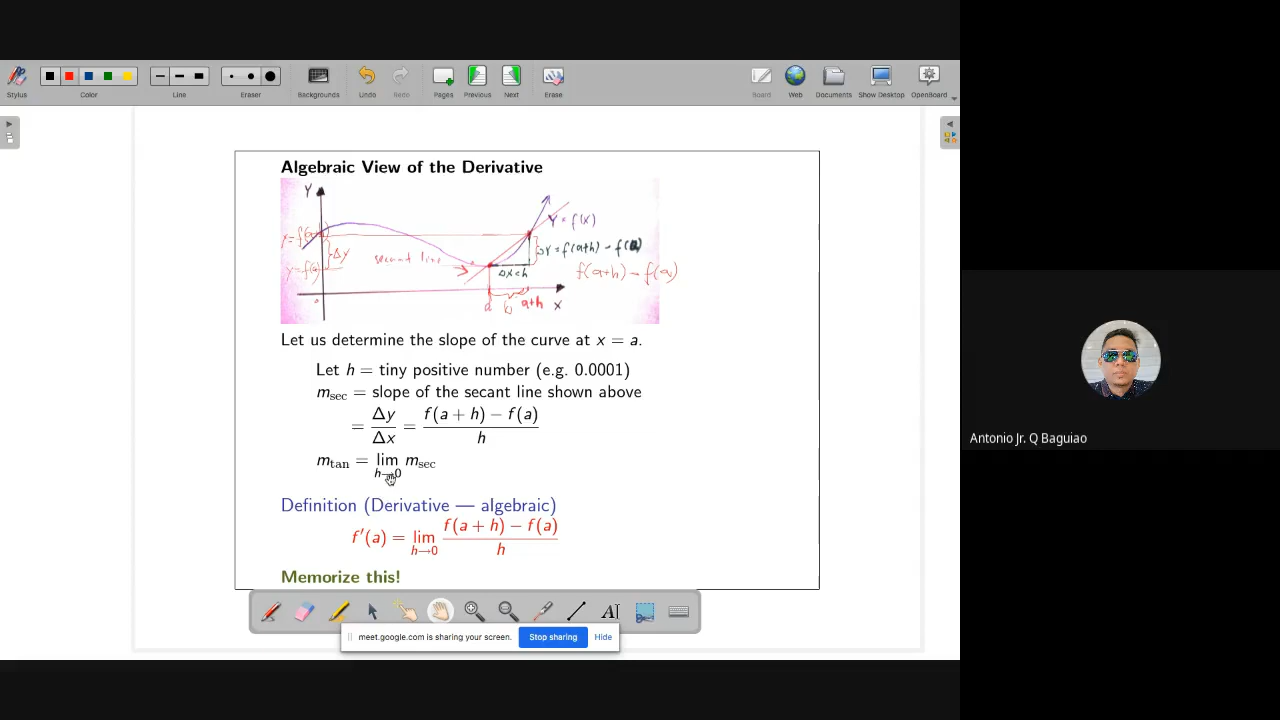 Stylus
Color
Line
Eraser
Backgrounds
Undo
Redo
Pages
Previous
Next
Erase
Board
Web
Documents
Show Desktop
OpenBoard
Algebraic View of the Derivative
Y
Y = f(X)
y = f(a+h)
Δy
y = f(a)
secant line
ΔY = f(a+h) - f(a)
ΔX = h
f(a+h) - f(a)
a
h
a+h
x
Let us determine the slope of the curve at x = a.
Let h = tiny positive number (e.g. 0.0001)
m_sec = slope of the secant line shown above
= Δy/Δx = (f(a + h) − f(a))/h
m_tan = lim h→0 m_sec
Definition (Derivative — algebraic)
f′(a) = lim h→0 (f(a + h) − f(a))/h
Memorize this!
meet.google.com is sharing your screen.
Stop sharing
Hide
Antonio Jr. Q Baguiao